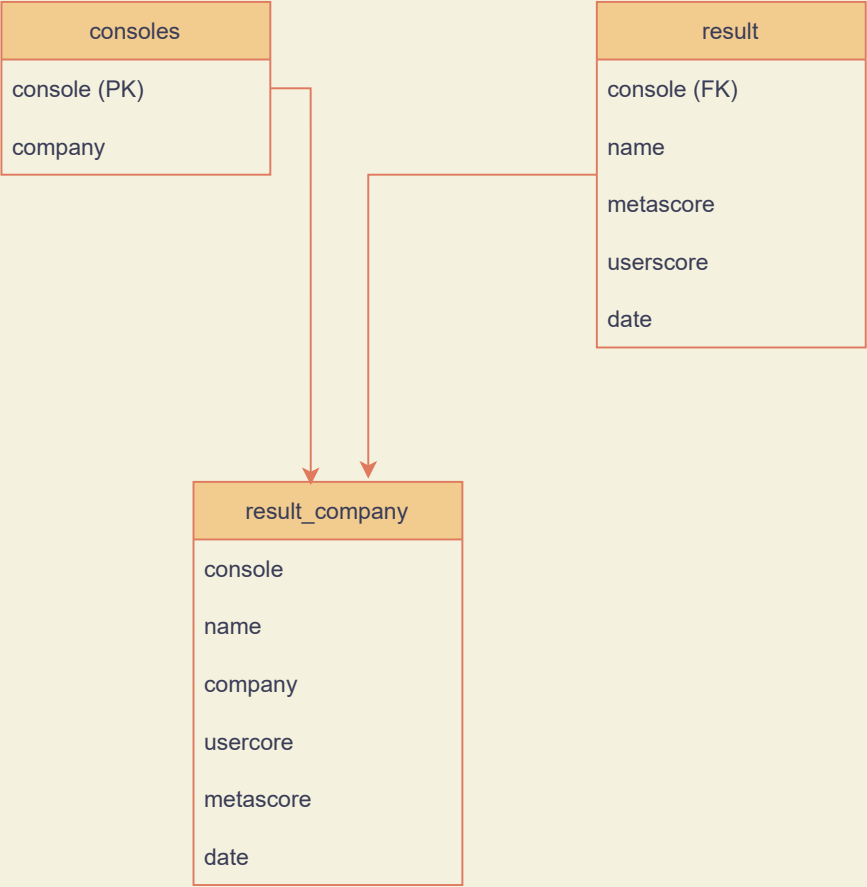 consoles
console (PK)
company
result
console (FK)
name
metascore
userscore
date
result_company
console
name
company
usercore
metascore
date